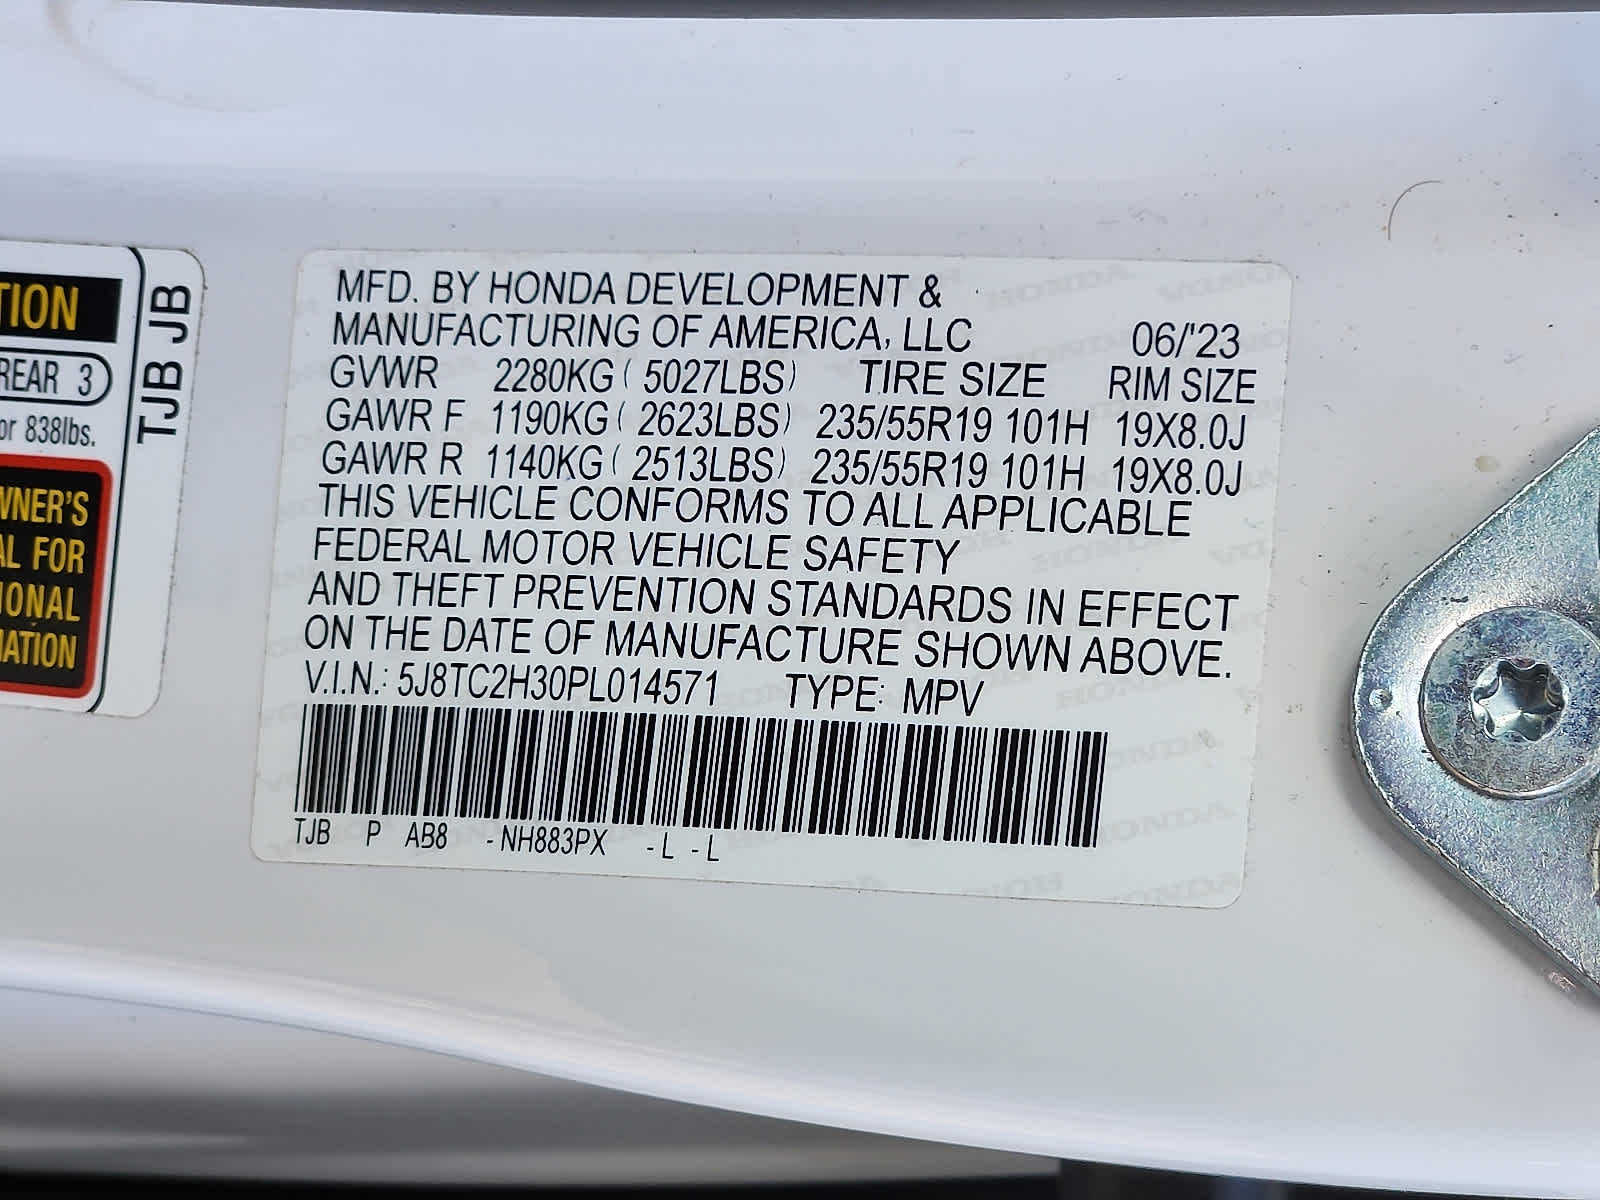 TION
REAR 3
or 838lbs.
WNER'S
AL FOR
IONAL
MATION
TJB JB
MFD. BY HONDA DEVELOPMENT &
MANUFACTURING OF AMERICA, LLC 06/'23
GVWR 2280KG ( 5027LBS) TIRE SIZE RIM SIZE
GAWR F 1190KG ( 2623LBS) 235/55R19 101H 19X8.0J
GAWR R 1140KG ( 2513LBS) 235/55R19 101H 19X8.0J
THIS VEHICLE CONFORMS TO ALL APPLICABLE
FEDERAL MOTOR VEHICLE SAFETY
AND THEFT PREVENTION STANDARDS IN EFFECT
ON THE DATE OF MANUFACTURE SHOWN ABOVE.
V.I.N.: 5J8TC2H30PL014571 TYPE: MPV
TJB P AB8 - NH883PX - L - L